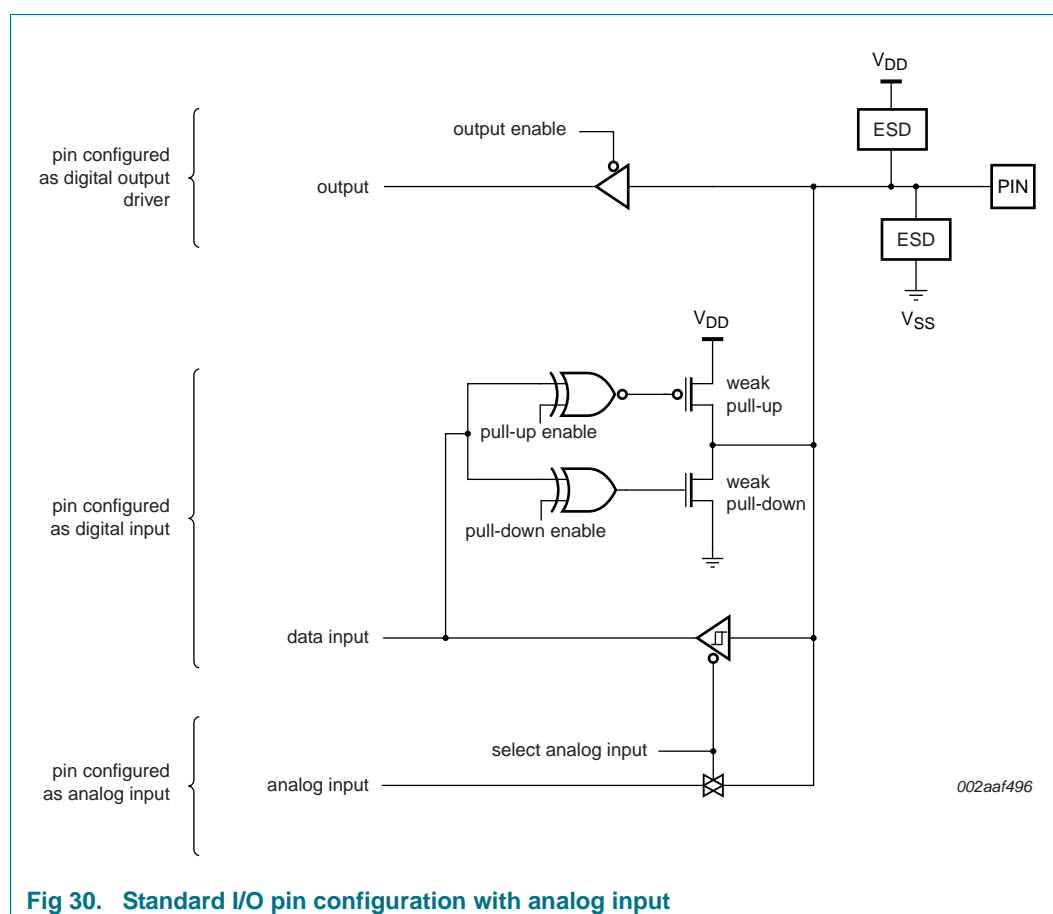 VDD
ESD
output enable
pin configured
as digital output
driver
output
PIN
ESD
VSS
VDD
weak
pull-up
pull-up enable
pin configured
as digital input
weak
pull-down
pull-down enable
data input
select analog input
pin configured
as analog input
analog input
002aaf496
Fig 30. Standard I/O pin configuration with analog input